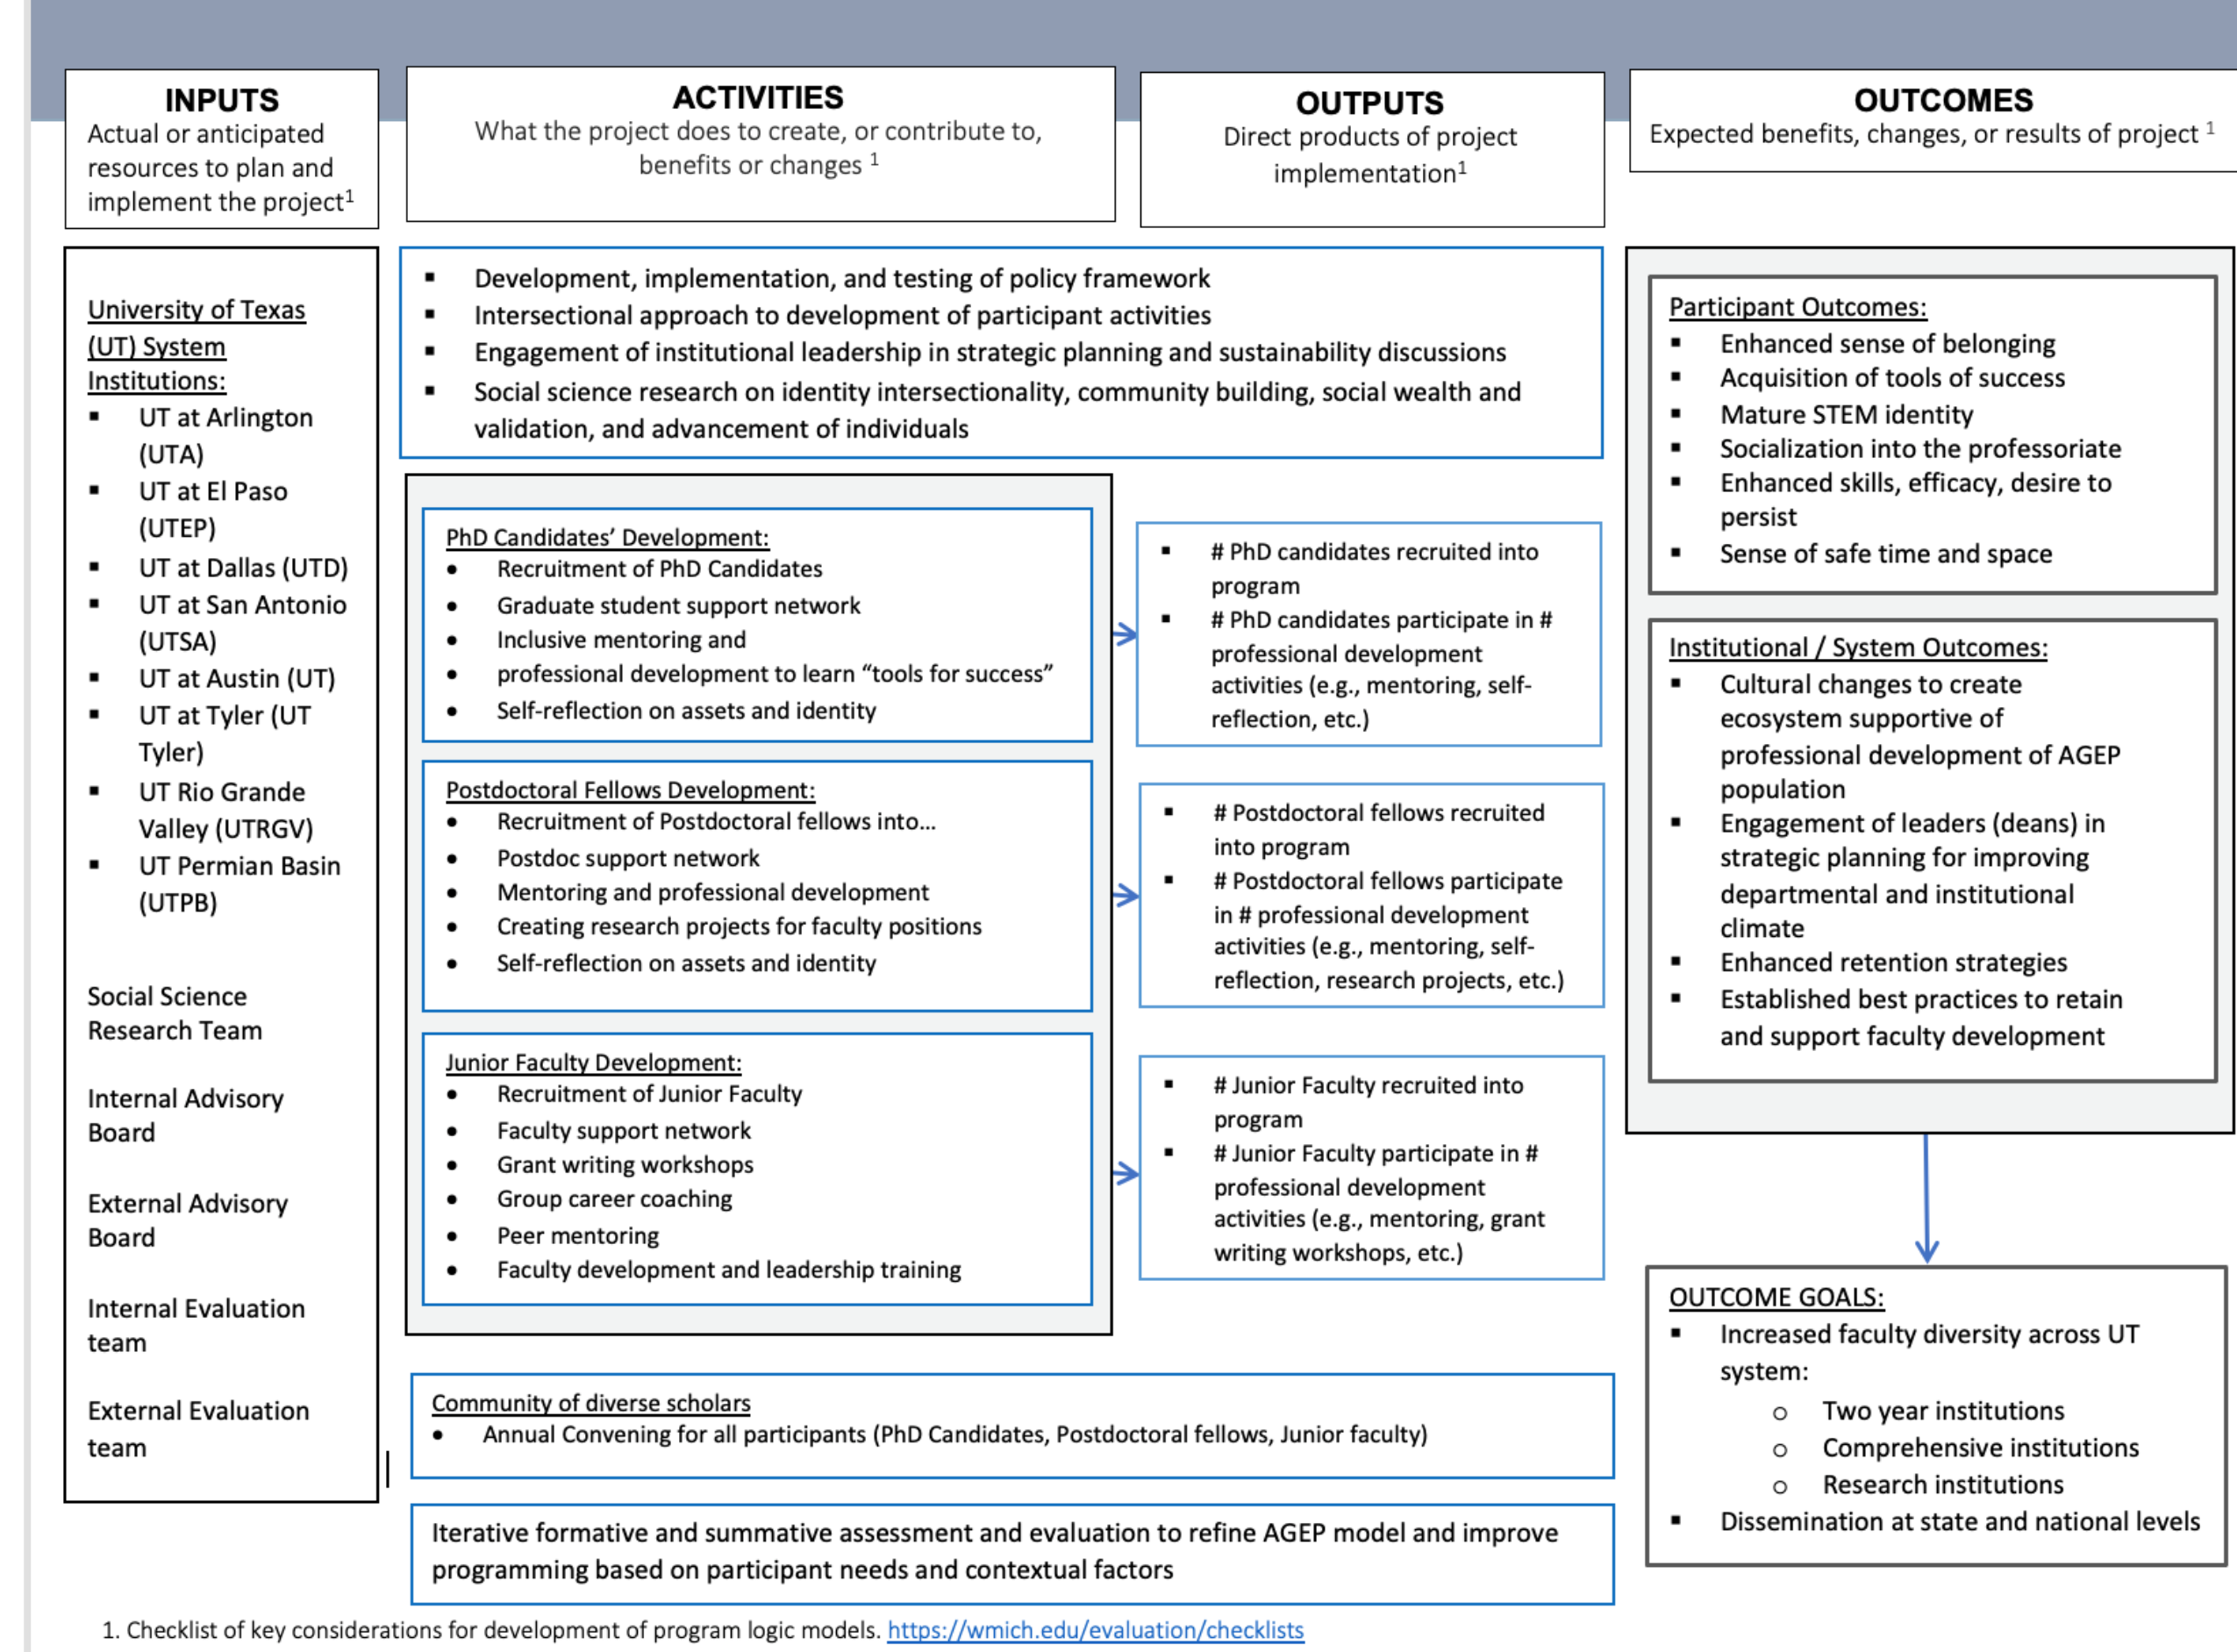 INPUTS
Actual or anticipated
resources to plan and
implement the project1
ACTIVITIES
What the project does to create, or contribute to,
benefits or changes 1
OUTPUTS
Direct products of project
implementation1
OUTCOMES
Expected benefits, changes, or results of project 1
University of Texas
(UT) System
Institutions:
▪ UT at Arlington
(UTA)
▪ UT at El Paso
(UTEP)
▪ UT at Dallas (UTD)
▪ UT at San Antonio
(UTSA)
▪ UT at Austin (UT)
▪ UT at Tyler (UT
Tyler)
▪ UT Rio Grande
Valley (UTRGV)
▪ UT Permian Basin
(UTPB)
Social Science
Research Team
Internal Advisory
Board
External Advisory
Board
Internal Evaluation
team
External Evaluation
team
▪ Development, implementation, and testing of policy framework
▪ Intersectional approach to development of participant activities
▪ Engagement of institutional leadership in strategic planning and sustainability discussions
▪ Social science research on identity intersectionality, community building, social wealth and
validation, and advancement of individuals
PhD Candidates’ Development:
• Recruitment of PhD Candidates
• Graduate student support network
• Inclusive mentoring and
• professional development to learn “tools for success”
• Self-reflection on assets and identity
▪ # PhD candidates recruited into
program
▪ # PhD candidates participate in #
professional development
activities (e.g., mentoring, self-
reflection, etc.)
Postdoctoral Fellows Development:
• Recruitment of Postdoctoral fellows into…
• Postdoc support network
• Mentoring and professional development
• Creating research projects for faculty positions
• Self-reflection on assets and identity
▪ # Postdoctoral fellows recruited
into program
▪ # Postdoctoral fellows participate
in # professional development
activities (e.g., mentoring, self-
reflection, research projects, etc.)
Junior Faculty Development:
• Recruitment of Junior Faculty
• Faculty support network
• Grant writing workshops
• Group career coaching
• Peer mentoring
• Faculty development and leadership training
▪ # Junior Faculty recruited into
program
▪ # Junior Faculty participate in #
professional development
activities (e.g., mentoring, grant
writing workshops, etc.)
Community of diverse scholars
• Annual Convening for all participants (PhD Candidates, Postdoctoral fellows, Junior faculty)
Iterative formative and summative assessment and evaluation to refine AGEP model and improve
programming based on participant needs and contextual factors
Participant Outcomes:
▪ Enhanced sense of belonging
▪ Acquisition of tools of success
▪ Mature STEM identity
▪ Socialization into the professoriate
▪ Enhanced skills, efficacy, desire to
persist
▪ Sense of safe time and space
Institutional / System Outcomes:
▪ Cultural changes to create
ecosystem supportive of
professional development of AGEP
population
▪ Engagement of leaders (deans) in
strategic planning for improving
departmental and institutional
climate
▪ Enhanced retention strategies
▪ Established best practices to retain
and support faculty development
OUTCOME GOALS:
▪ Increased faculty diversity across UT
system:
o Two year institutions
o Comprehensive institutions
o Research institutions
▪ Dissemination at state and national levels
1. Checklist of key considerations for development of program logic models. https://wmich.edu/evaluation/checklists